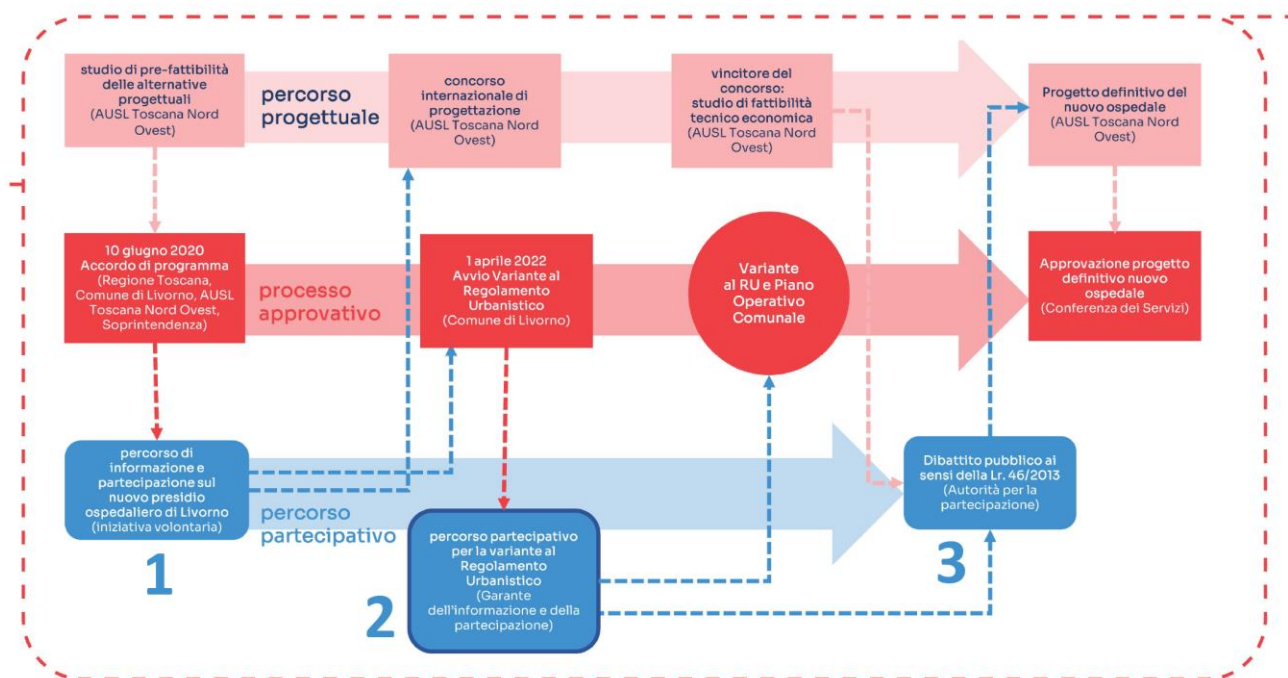 studio di pre-fattibilità
delle alternative
progettuali
(AUSL Toscana Nord
Ovest)
percorso
progettuale
concorso
internazionale di
progettazione
(AUSL Toscana Nord
Ovest)
vincitore del
concorso:
studio di fattibilità
tecnico economica
(AUSL Toscana Nord
Ovest)
Progetto definitivo del
nuovo ospedale
(AUSL Toscana Nord
Ovest)
10 giugno 2020
Accordo di programma
(Regione Toscana,
Comune di Livorno, AUSL
Toscana Nord Ovest,
Soprintendenza)
processo
approvativo
1 aprile 2022
Avvio Variante al
Regolamento
Urbanistico
(Comune di Livorno)
Variante
al RU e Piano
Operativo
Comunale
Approvazione progetto
definitivo nuovo
ospedale
(Conferenza dei Servizi)
percorso di
informazione e
partecipazione sul
nuovo presidio
ospedaliero di Livorno
(iniziativa volontaria)
1
percorso
partecipativo
percorso partecipativo
per la variante al
Regolamento
Urbanistico
(Garante
dell'informazione e della
partecipazione)
2
Dibattito pubblico ai
sensi della Lr. 46/2013
(Autorità per la
partecipazione)
3